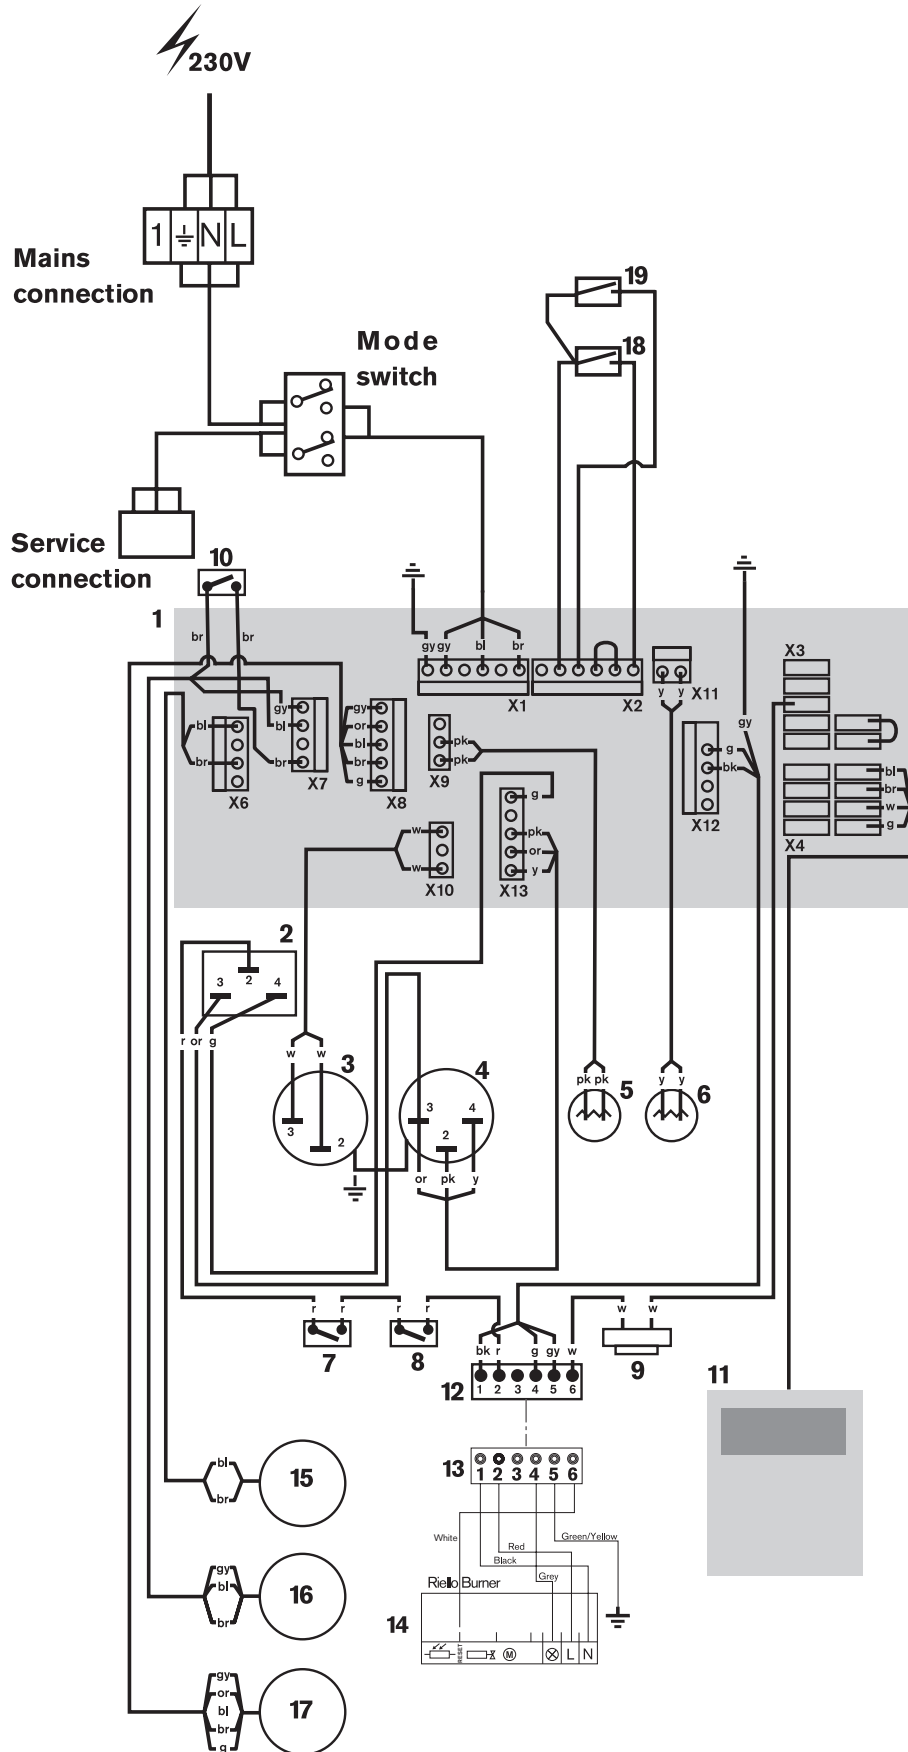 230V
1 N L
Mains
connection
19
Mode
switch
18
Service
connection
10
1
br br
gy gy bl br
X1
X2
X11
y y
X3
gy
bl
br
X6
gy
bl
br
X7
gy
or
bl
br
g
X8
pk
pk
X9
g
bk
X12
bl
br
w
g
X4
w
w
X10
g
pk
or
y
X13
2
3 2 4
r or g
w w
3
3 2
4
3 2 4
or pk y
pk pk
5
y y
6
r r
7
r r
8
bk r g gy w
w w
9
11
12
1 2 3 4 5 6
13
1 2 3 4 5 6
White
Green/Yellow
Red
Black
Grey
Riello Burner
14
RESET
M
L N
bl
br
15
gy
bl
br
16
gy
or
bl
br
g
17